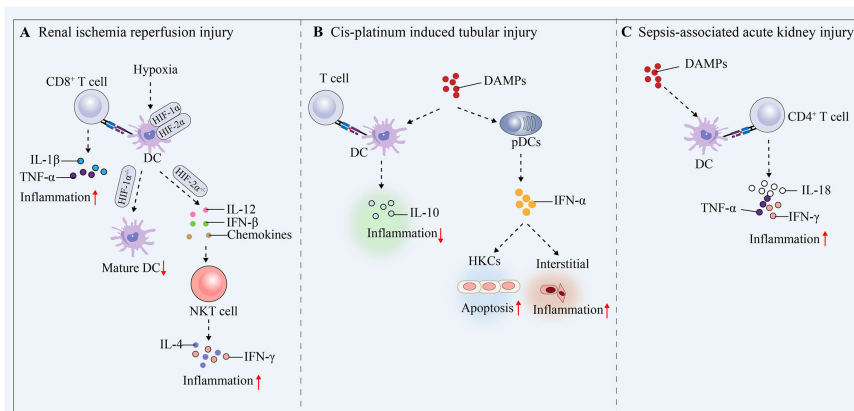 A Renal ischemia reperfusion injury
Hypoxia
CD8⁺ T cell
HIF-1α
HIF-2α
DC
IL-1β
TNF-α
Inflammation
HIF-1α⁻/⁻
HIF-2α⁻/⁻
IL-12
IFN-β
Chemokines
Mature DC
NKT cell
IL-4
IFN-γ
Inflammation
B Cis-platinum induced tubular injury
T cell
DAMPs
DC
pDCs
IL-10
Inflammation
IFN-α
HKCs
Interstitial
Apoptosis
Inflammation
C Sepsis-associated acute kidney injury
DAMPs
CD4⁺ T cell
DC
IL-18
TNF-α
IFN-γ
Inflammation